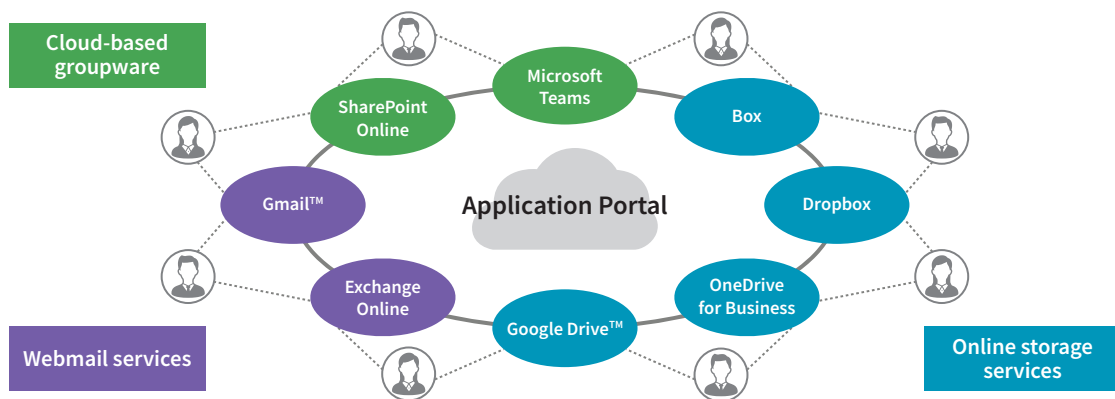 Cloud-based
groupware
Microsoft
Teams
SharePoint
Online
Box
Gmail™
Application Portal
Dropbox
Exchange
Online
OneDrive
for Business
Google Drive™
Webmail services
Online storage
services